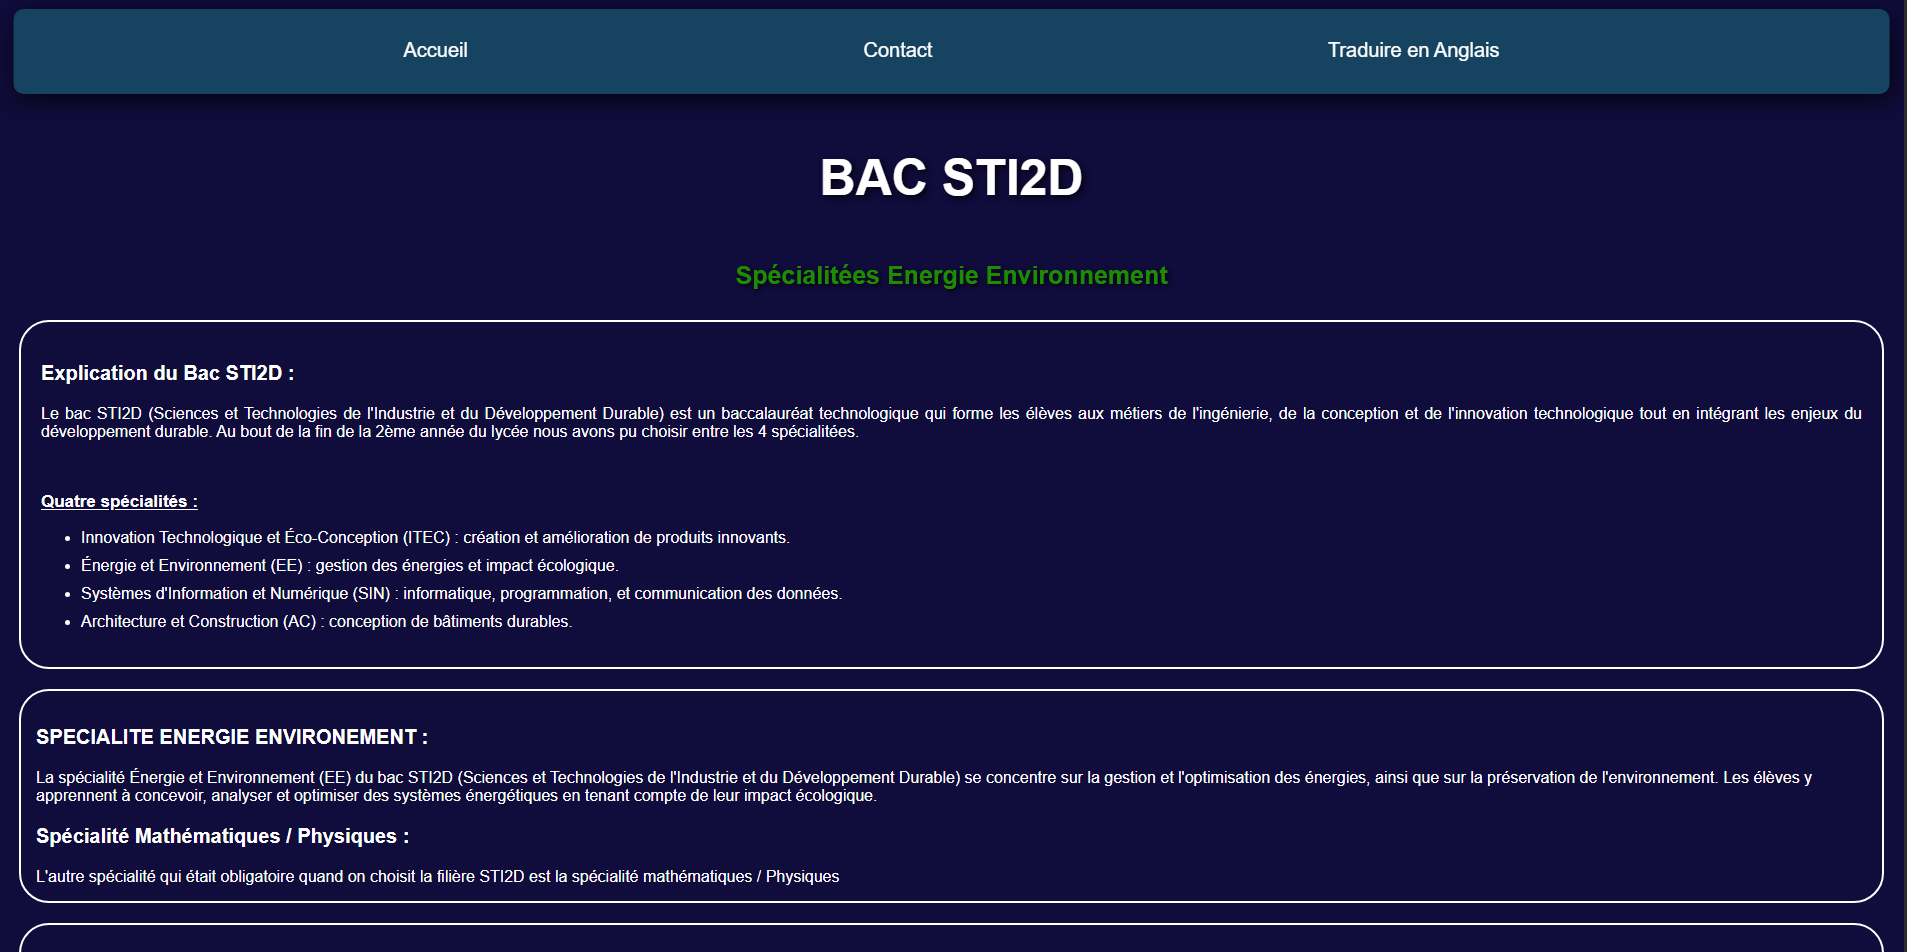 Accueil
Contact
Traduire en Anglais
BAC STI2D
Spécialitées Energie Environnement
Explication du Bac STI2D :
Le bac STI2D (Sciences et Technologies de l'Industrie et du Développement Durable) est un baccalauréat technologique qui forme les élèves aux métiers de l'ingénierie, de la conception et de l'innovation technologique tout en intégrant les enjeux du
développement durable. Au bout de la fin de la 2ème année du lycée nous avons pu choisir entre les 4 spécialitées.
Quatre spécialités :
• Innovation Technologique et Éco-Conception (ITEC) : création et amélioration de produits innovants.
• Énergie et Environnement (EE) : gestion des énergies et impact écologique.
• Systèmes d'Information et Numérique (SIN) : informatique, programmation, et communication des données.
• Architecture et Construction (AC) : conception de bâtiments durables.
SPECIALITE ENERGIE ENVIRONEMENT :
La spécialité Énergie et Environnement (EE) du bac STI2D (Sciences et Technologies de l'Industrie et du Développement Durable) se concentre sur la gestion et l'optimisation des énergies, ainsi que sur la préservation de l'environnement. Les élèves y
apprennent à concevoir, analyser et optimiser des systèmes énergétiques en tenant compte de leur impact écologique.
Spécialité Mathématiques / Physiques :
L'autre spécialité qui était obligatoire quand on choisit la filière STI2D est la spécialité mathématiques / Physiques